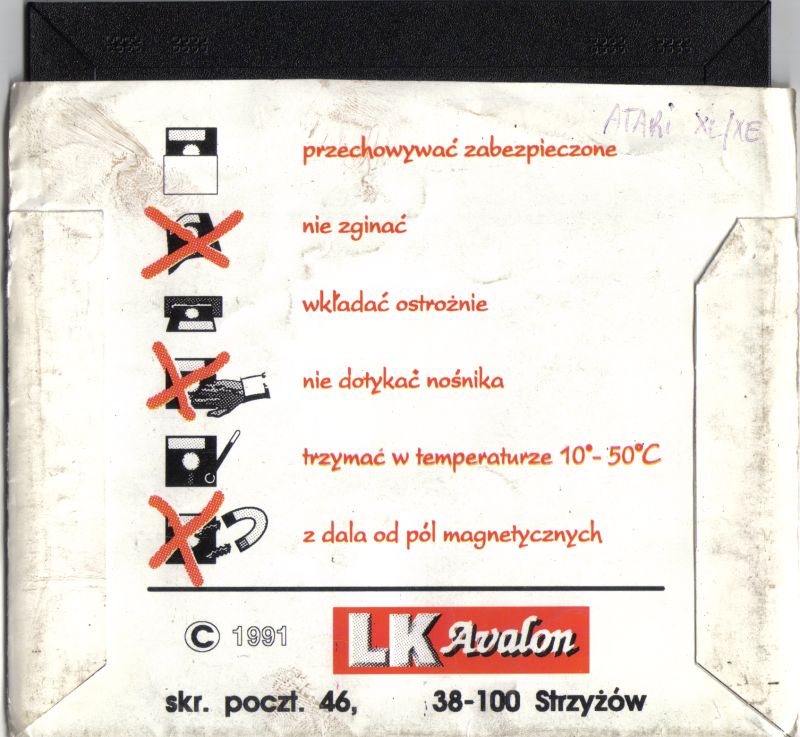 ATARI XL/XE
przechowywać zabezpieczone
nie zginać
wkładać ostrożnie
nie dotykać nośnika
trzymać w temperaturze 10°- 50°C
z dala od pól magnetycznych
© 1991 LK Avalon
skr. poczt. 46, 38-100 Strzyżów